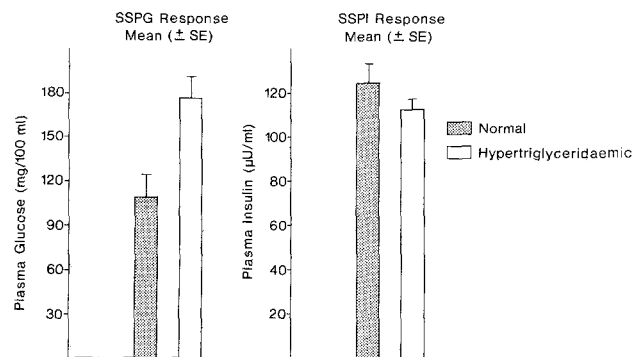 SSPG Response
Mean (± SE)
Plasma Glucose (mg/100 ml)
180
150
120
90
60
30
SSPI Response
Mean (± SE)
Plasma Insulin (µU/ml)
120
100
80
60
40
20
Normal
Hypertriglyceridaemic